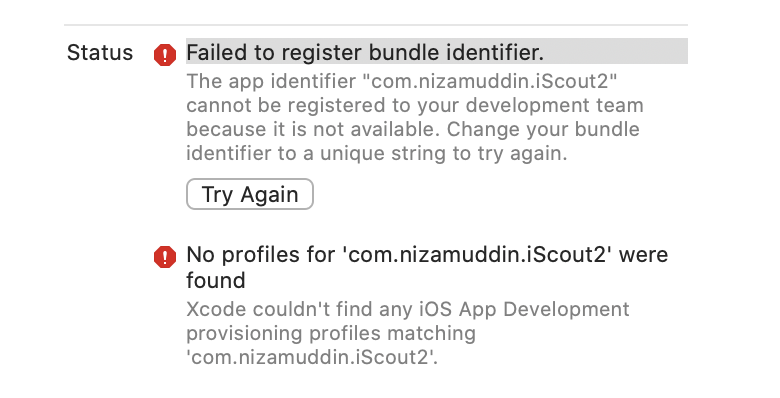 Status
Failed to register bundle identifier.
The app identifier "com.nizamuddin.iScout2"
cannot be registered to your development team
because it is not available. Change your bundle
identifier to a unique string to try again.
Try Again
No profiles for 'com.nizamuddin.iScout2' were
found
Xcode couldn't find any iOS App Development
provisioning profiles matching
'com.nizamuddin.iScout2'.